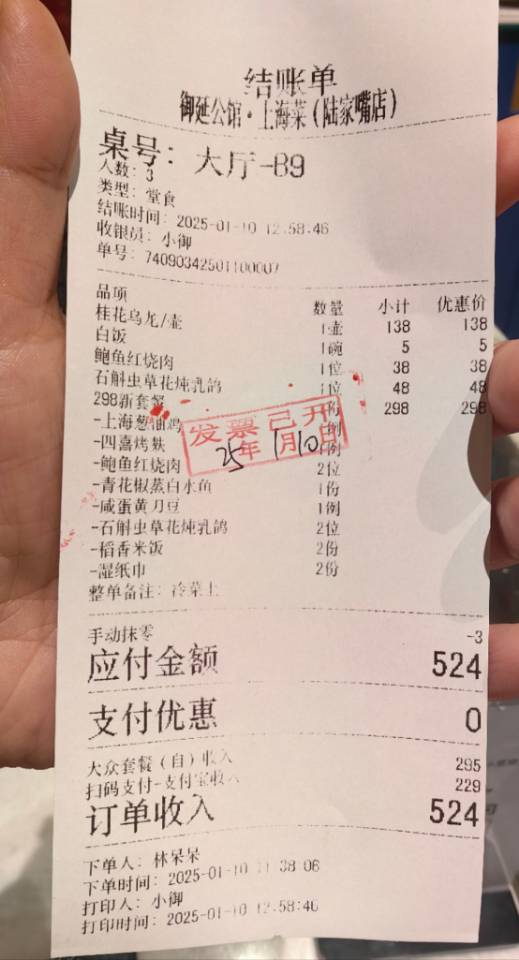 结账单
御延公馆·上海菜(陆家嘴店)
桌号: 大厅-B9
人数: 3
类型: 堂食
结账时间: 2025-01-10 12:58:46
收银员: 小御
单号: 74090342501100007
品项 数量 小计 优惠价
桂花乌龙/壶 1壶 138 138
白饭 1碗 5 5
鲍鱼红烧肉 1位 38 38
石斛虫草花炖乳鸽 1位 48 48
298新套餐 298 298
-上海葱油鸡
-四喜烤麸
发票已开
25年1月10日
-鲍鱼红烧肉 2位
-青花椒蒸白水鱼 1份
-咸蛋黄刀豆 1例
-石斛虫草花炖乳鸽 2位
-稻香米饭 2份
-湿纸巾 2份
整单备注: 冷菜上
手动抹零 -3
应付金额 524
支付优惠 0
大众套餐(自)收入 295
扫码支付-支付宝收入 229
订单收入 524
下单人: 林呆呆
下单时间: 2025-01-10 11:38:06
打印人: 小御
打印时间: 2025-01-10 12:58:46